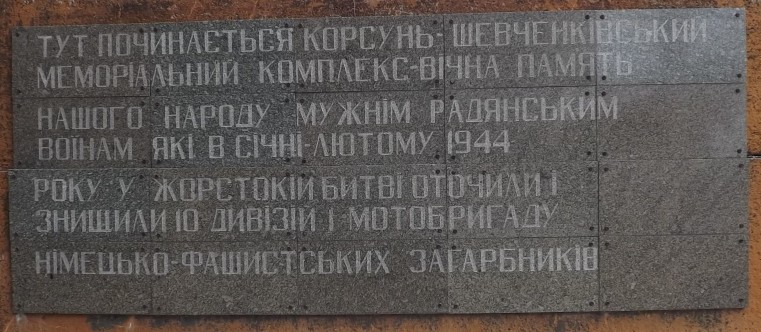 ТУТ ПОЧИНАЄТЬСЯ КОРСУНЬ-ШЕВЧЕНКІВСЬКИЙ
МЕМОРІАЛЬНИЙ КОМПЛЕКС-ВІЧНА ПАМЯТЬ
НАШОГО НАРОДУ МУЖНІМ РАДЯНСЬКИМ
ВОЇНАМ ЯКІ В СІЧНІ-ЛЮТОМУ 1944
РОКУ У ЖОРСТОКІЙ БИТВІ ОТОЧИЛИ І
ЗНИЩИЛИ 10 ДИВІЗІЙ І МОТОБРИГАДУ
НІМЕЦЬКО-ФАШИСТСЬКИХ ЗАГАРБНИКІВ